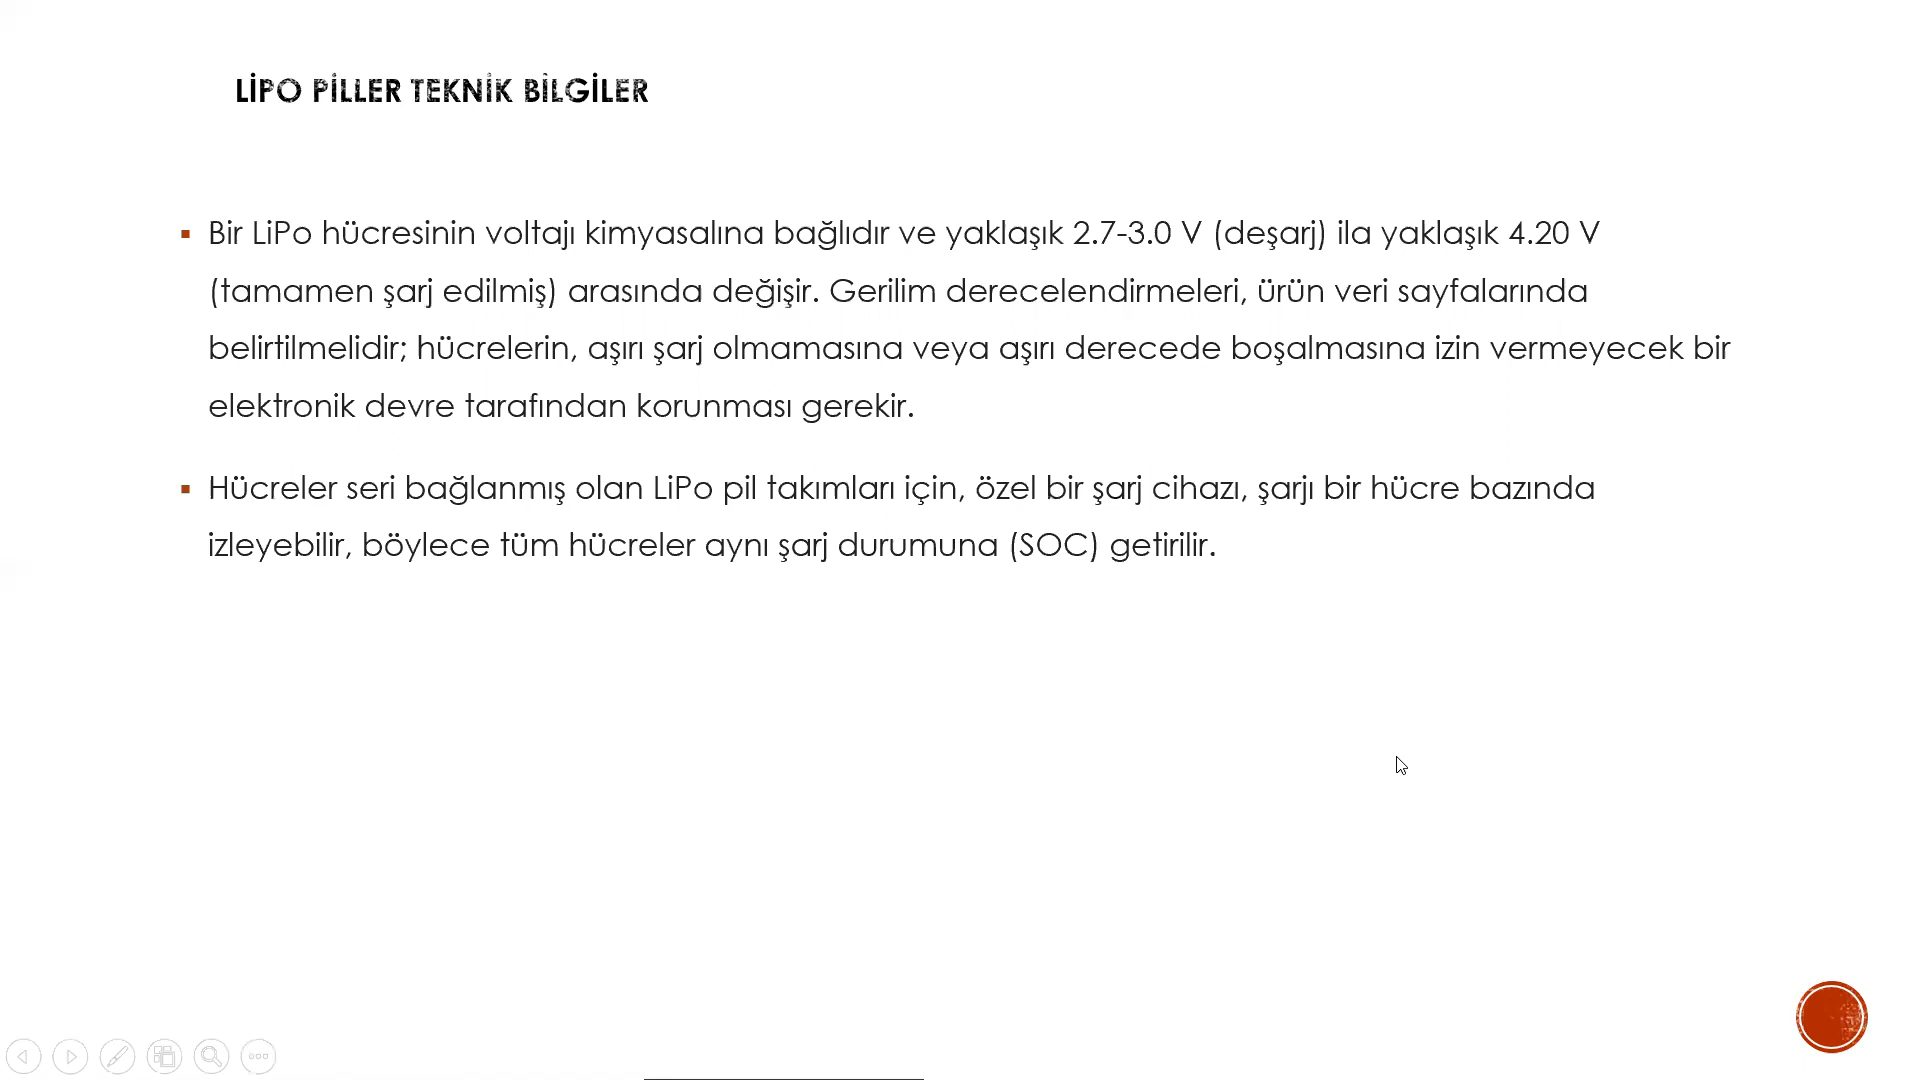 LİPO PİLLER TEKNİK BİLGİLER
Bir LiPo hücresinin voltajı kimyasalına bağlıdır ve yaklaşık 2.7-3.0 V (deşarj) ila yaklaşık 4.20 V
(tamamen şarj edilmiş) arasında değişir. Gerilim derecelendirmeleri, ürün veri sayfalarında
belirtilmelidir; hücrelerin, aşırı şarj olmamasına veya aşırı derecede boşalmasına izin vermeyecek bir
elektronik devre tarafından korunması gerekir.
Hücreler seri bağlanmış olan LiPo pil takımları için, özel bir şarj cihazı, şarjı bir hücre bazında
izleyebilir, böylece tüm hücreler aynı şarj durumuna (SOC) getirilir.